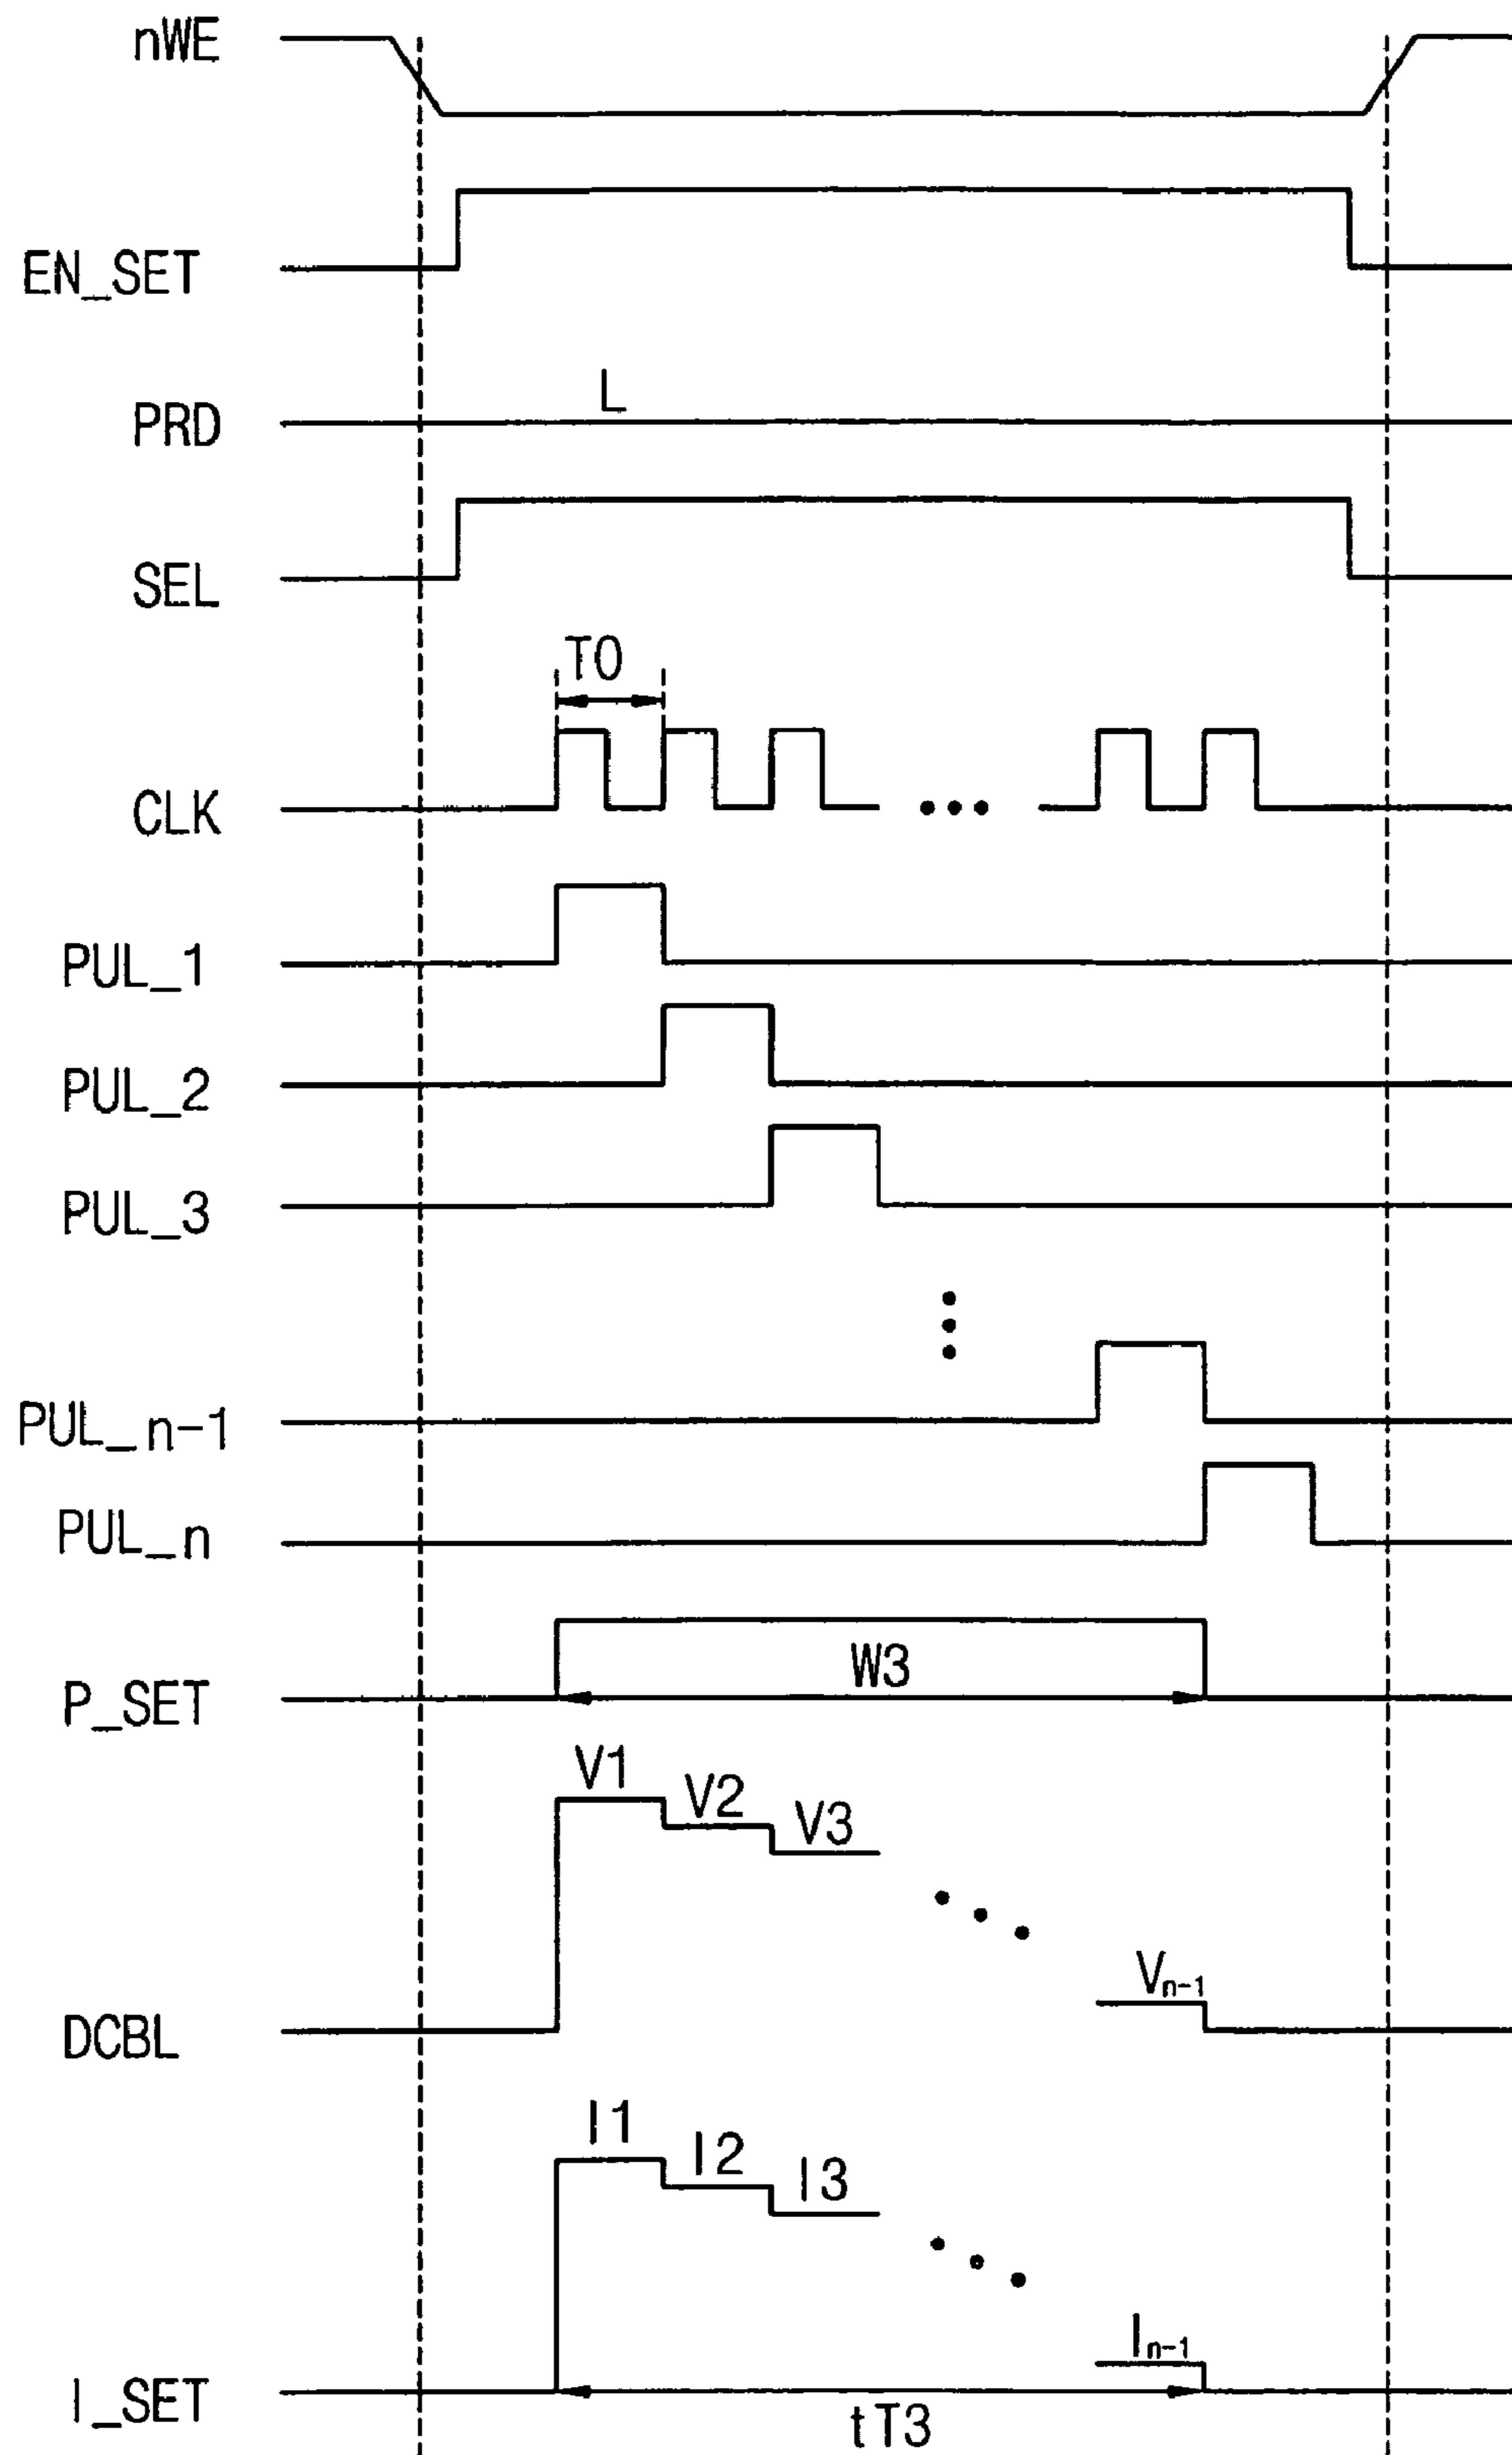 nWE
EN_SET
PRD
L
SEL
T0
CLK
PUL_1
PUL_2
PUL_3
PUL_n-1
PUL_n
P_SET
W3
V1
V2
V3
Vn-1
DCBL
I1
I2
I3
In-1
I_SET
tT3